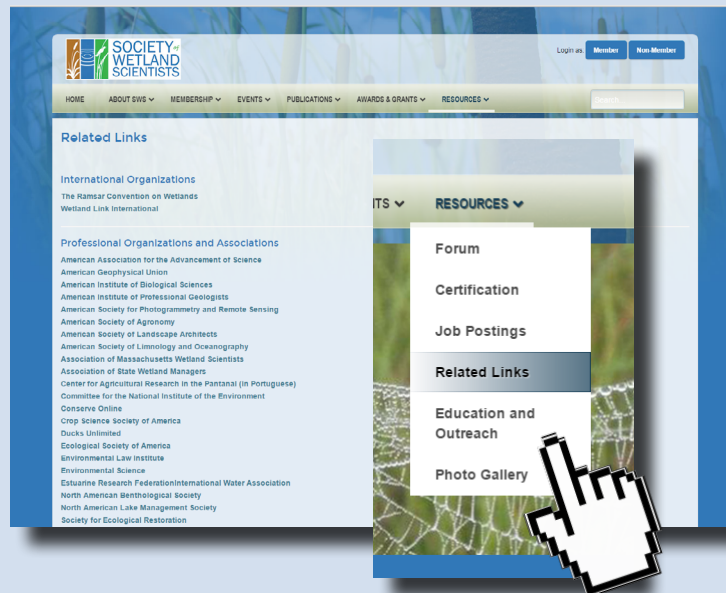 SOCIETY of
WETLAND
SCIENTISTS
Login as: Member Non-Member
HOME ABOUT SWS MEMBERSHIP EVENTS PUBLICATIONS AWARDS & GRANTS RESOURCES
Search...
Related Links
International Organizations
The Ramsar Convention on Wetlands
Wetland Link International
Professional Organizations and Associations
American Association for the Advancement of Science
American Geophysical Union
American Institute of Biological Sciences
American Institute of Professional Geologists
American Society for Photogrammetry and Remote Sensing
American Society of Agronomy
American Society of Landscape Architects
American Society of Limnology and Oceanography
Association of Massachusetts Wetland Scientists
Association of State Wetland Managers
Center for Agricultural Research in the Pantanal (in Portuguese)
Committee for the National Institute of the Environment
Conserve Online
Crop Science Society of America
Ducks Unlimited
Ecological Society of America
Environmental Law Institute
Environmental Science
Estuarine Research FederationInternational Water Association
North American Benthological Society
North American Lake Management Society
Society for Ecological Restoration
TS RESOURCES
Forum
Certification
Job Postings
Related Links
Education and
Outreach
Photo Gallery